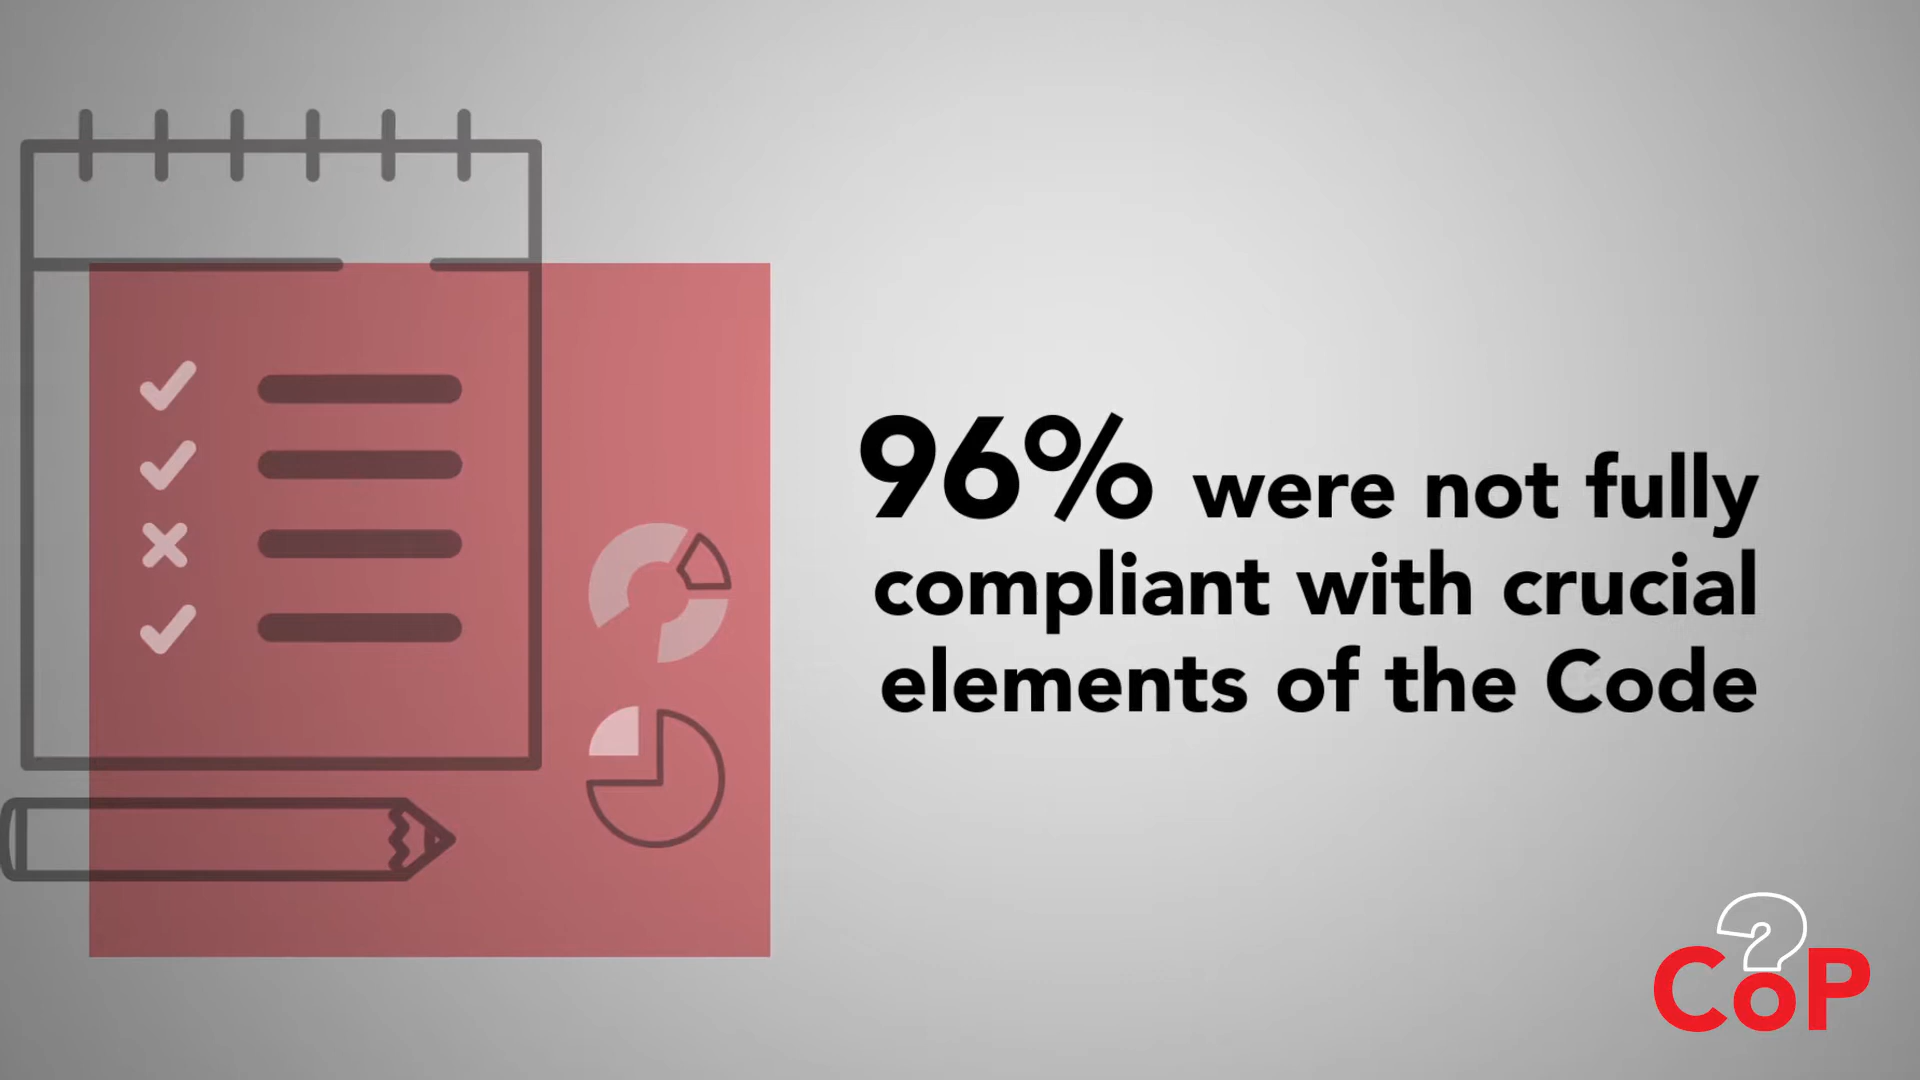 96% were not fully
compliant with crucial
elements of the Code
?
CoP